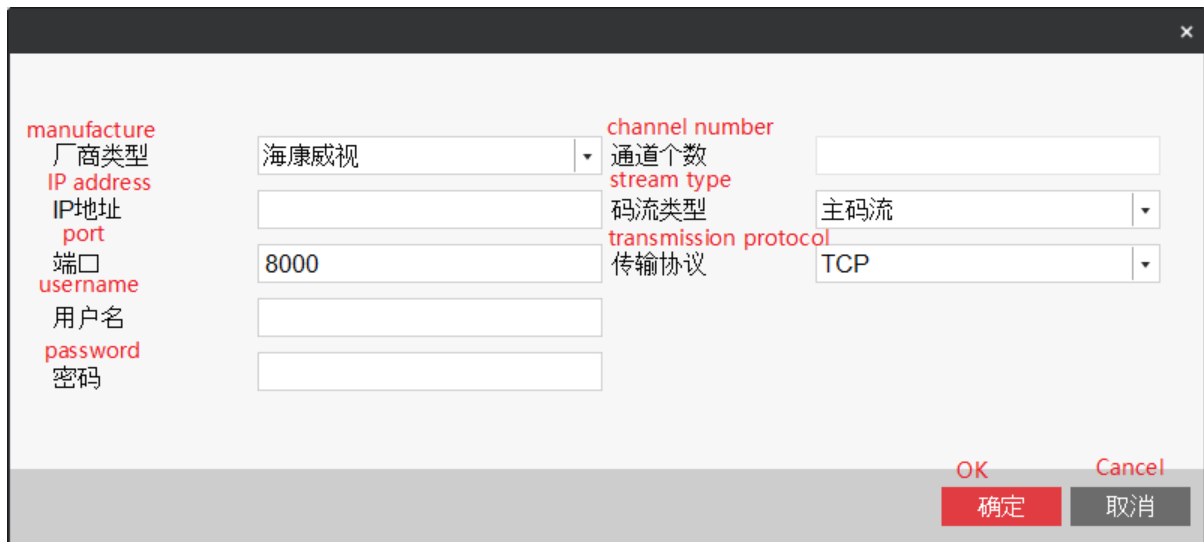 ×
manufacture
厂商类型
海康威视
channel number
通道个数
IP address
IP地址
stream type
码流类型
主码流
port
端口
8000
transmission protocol
传输协议
TCP
username
用户名
password
密码
OK
确定
Cancel
取消